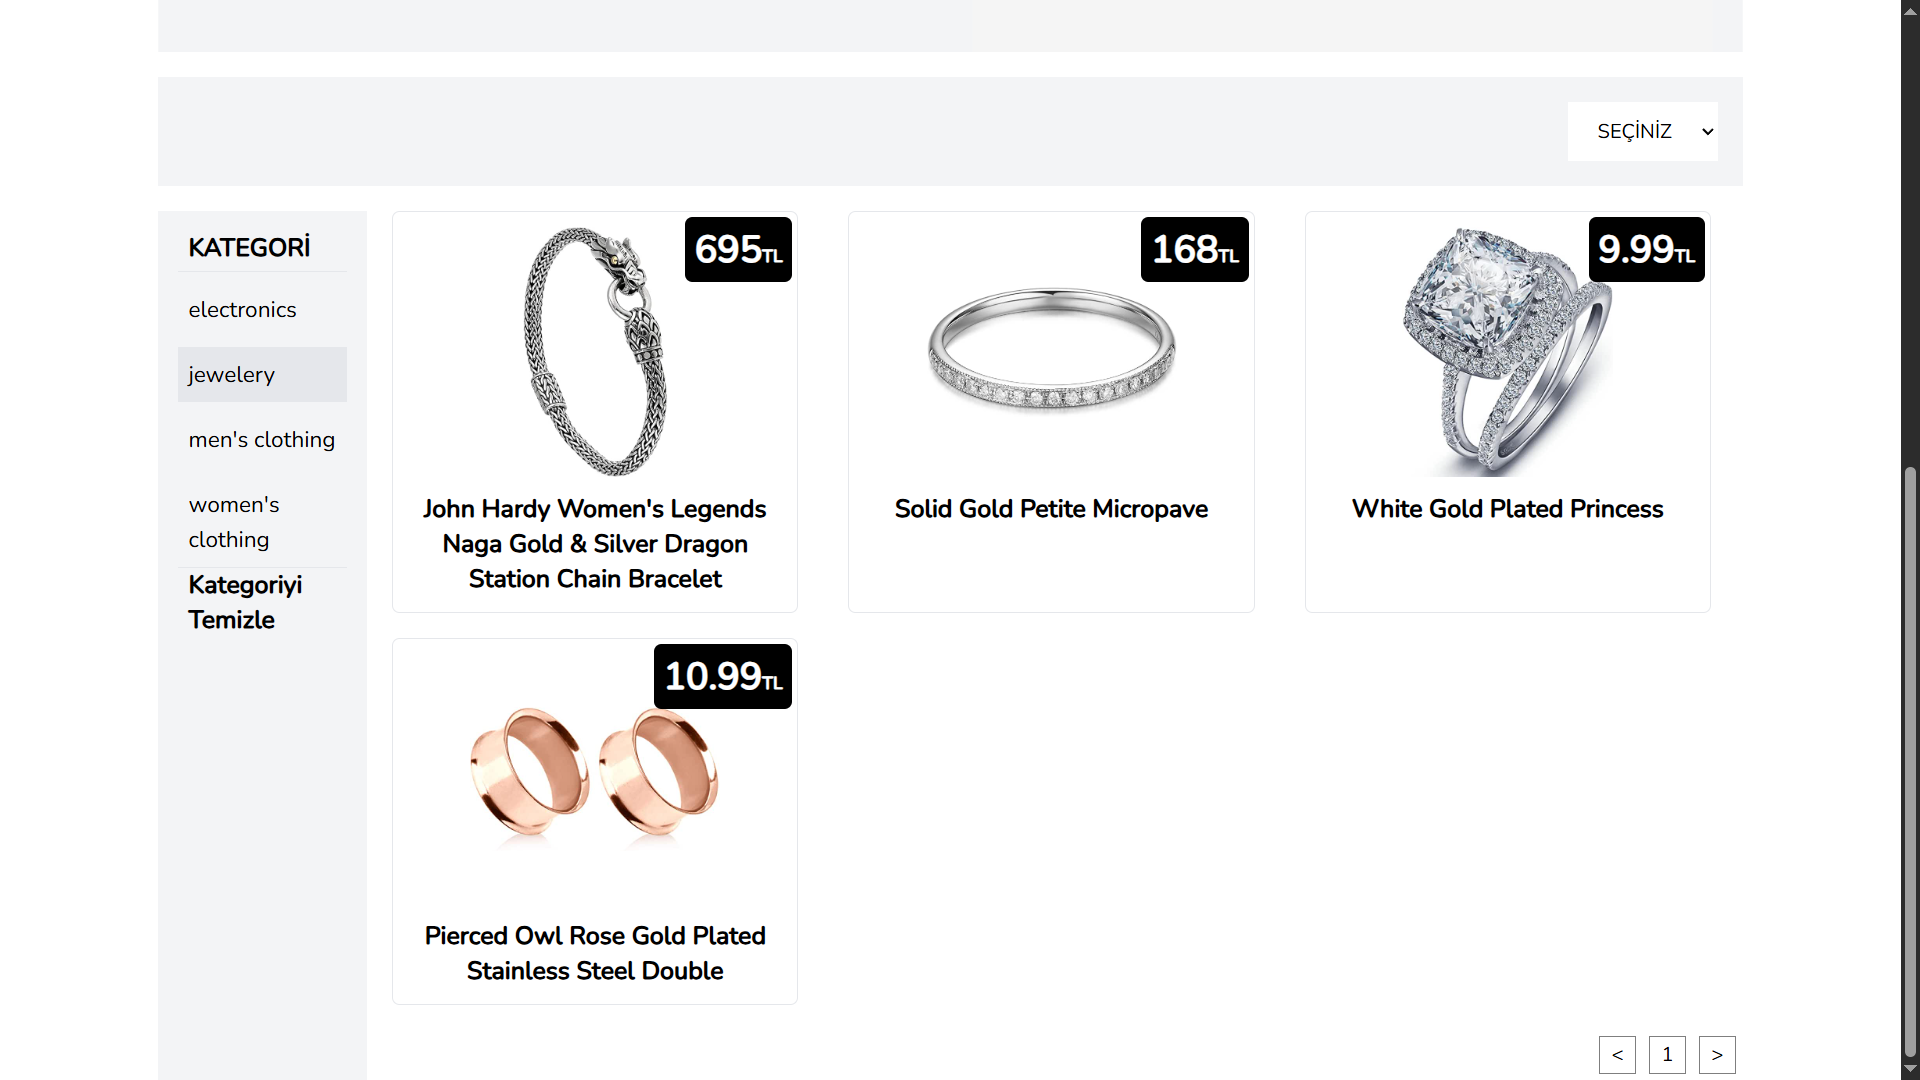 SEÇİNİZ
KATEGORİ
electronics
jewelery
men's clothing
women's
clothing
Kategoriyi
Temizle
695TL
John Hardy Women's Legends
Naga Gold & Silver Dragon
Station Chain Bracelet
168TL
Solid Gold Petite Micropave
9.99TL
White Gold Plated Princess
10.99TL
Pierced Owl Rose Gold Plated
Stainless Steel Double
< 1 >